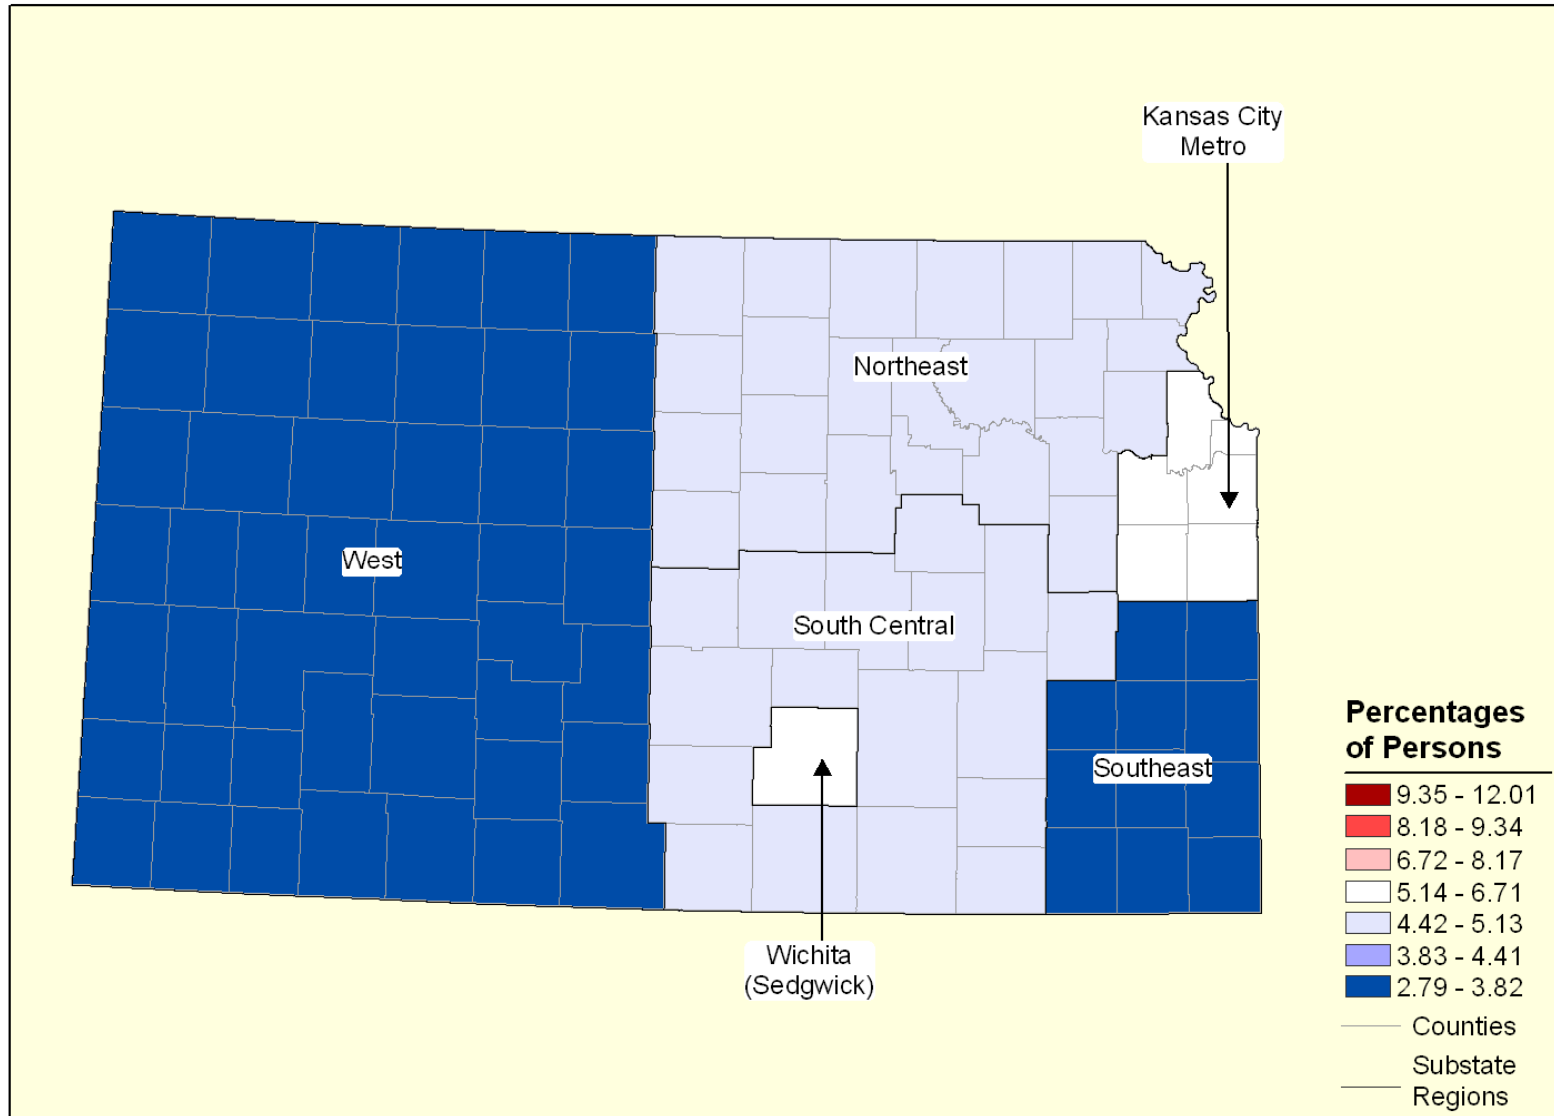 Kansas City
Metro
Northeast
West
South Central
Southeast
Wichita
(Sedgwick)
Percentages
of Persons
9.35 - 12.01
8.18 - 9.34
6.72 - 8.17
5.14 - 6.71
4.42 - 5.13
3.83 - 4.41
2.79 - 3.82
Counties
Substate
Regions